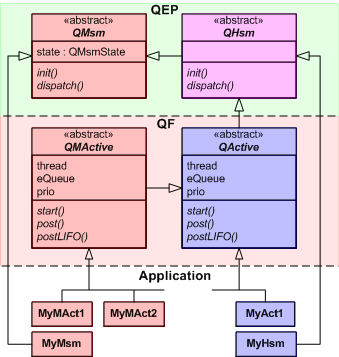 QEP
«abstract»
QMsm
state : QMsmState
init()
dispatch()
«abstract»
QHsm
init()
dispatch()
QF
«abstract»
QMActive
thread
eQueue
prio
start()
post()
postLIFO()
«abstract»
QActive
thread
eQueue
prio
start()
post()
postLIFO()
Application
MyMAct1
MyMAct2
MyAct1
MyMsm
MyHsm